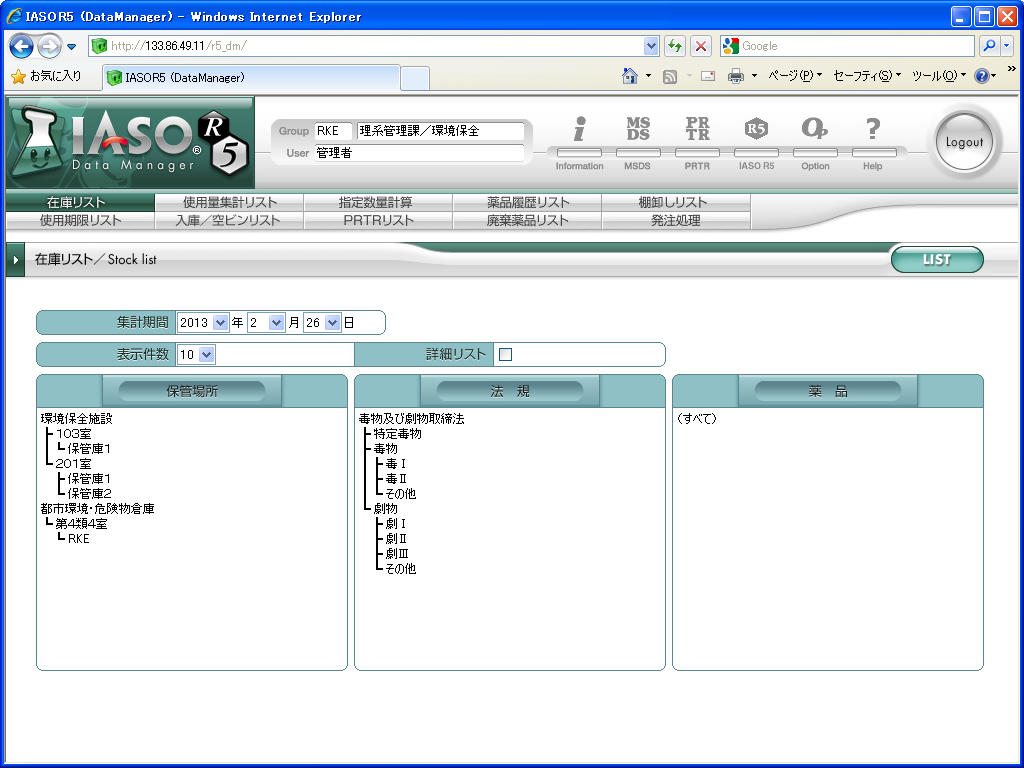 IASO R5 (DataManager) - Windows Internet Explorer
http://133.86.49.11/r5_dm/
Google
お気に入り
IASOR5 (DataManager)
ページ(P)
セーフティ(S)
ツール(O)
IASO R5
Data Manager
Group RKE 理系管理課／環境保全
User 管理者
i MSDS PRTR R5 Op ?
Information MSDS PRTR IASO R5 Option Help
Logout
在庫リスト 使用量集計リスト 指定数量計算 薬品履歴リスト 棚卸しリスト
使用期限リスト 入庫／空ビンリスト PRTRリスト 廃棄薬品リスト 発注処理
在庫リスト／Stock list
LIST
集計期間 2013 年 2 月 26 日
表示件数 10 詳細リスト
保管場所
環境保全施設
103室
保管庫1
201室
保管庫1
保管庫2
都市環境・危険物倉庫
第4類4室
RKE
法 規
毒物及び劇物取締法
特定毒物
毒物
毒Ⅰ
毒Ⅱ
その他
劇物
劇Ⅰ
劇Ⅱ
劇Ⅲ
その他
薬 品
(すべて)